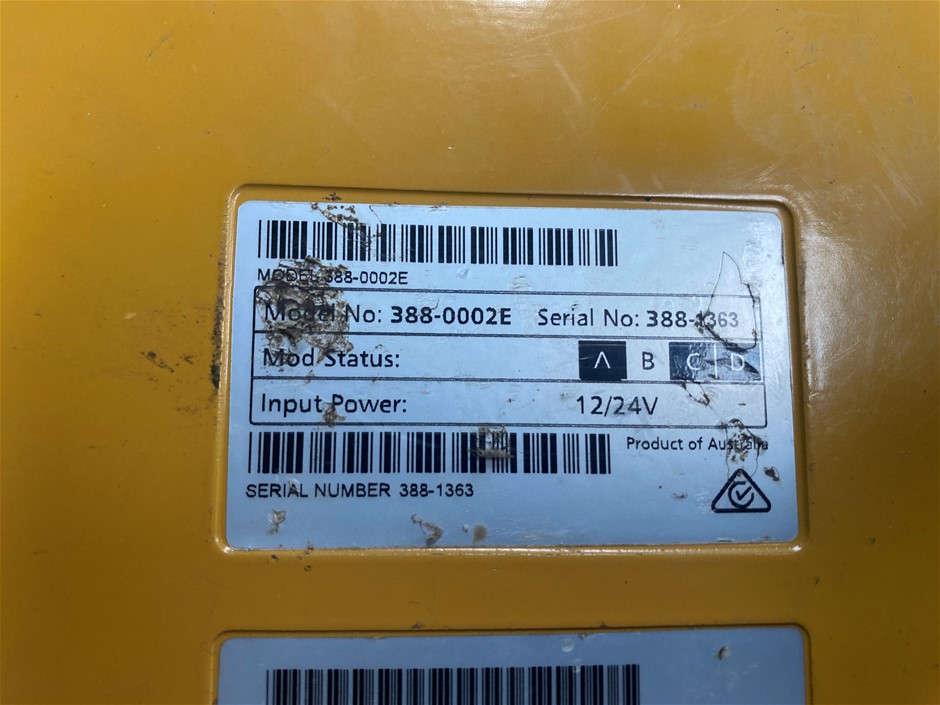 MODEL 388-0002E
Model No: 388-0002E Serial No: 388-1363
Mod Status: A B C D
Input Power: 12/24V
Product of Australia
SERIAL NUMBER 388-1363